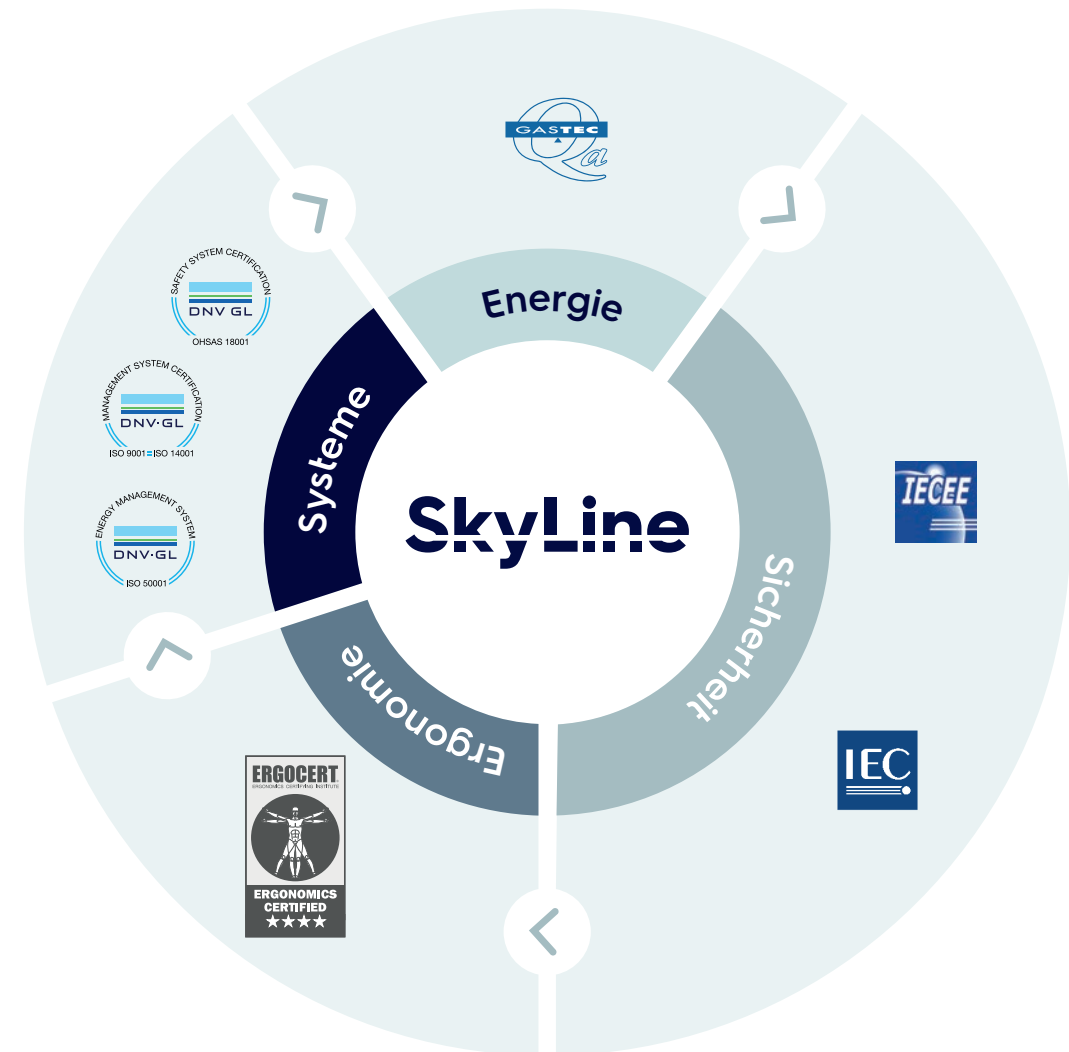 GASTEC
Qa
Energie
SAFETY SYSTEM CERTIFICATION
DNV GL
OHSAS 18001
MANAGEMENT SYSTEM CERTIFICATION
DNV·GL
ISO 9001=ISO 14001
ENERGY MANAGEMENT SYSTEM
DNV·GL
ISO 50001
Systeme
SkyLine
IECEE
Sicherheit
IEC
Ergonomie
ERGOCERT
ERGONOMICS CERTIFYING INSTITUTE
ERGONOMICS
CERTIFIED